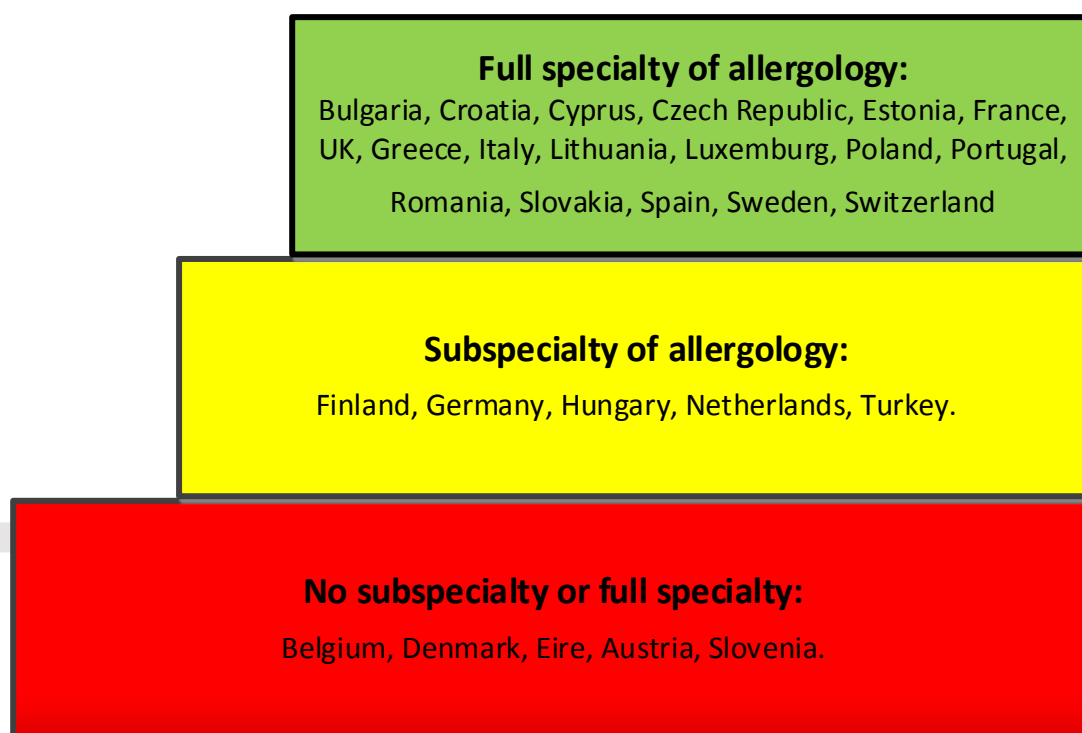 Full specialty of allergology:
Bulgaria, Croatia, Cyprus, Czech Republic, Estonia, France,
UK, Greece, Italy, Lithuania, Luxemburg, Poland, Portugal,
Romania, Slovakia, Spain, Sweden, Switzerland
Subspecialty of allergology:
Finland, Germany, Hungary, Netherlands, Turkey.
No subspecialty or full specialty:
Belgium, Denmark, Eire, Austria, Slovenia.